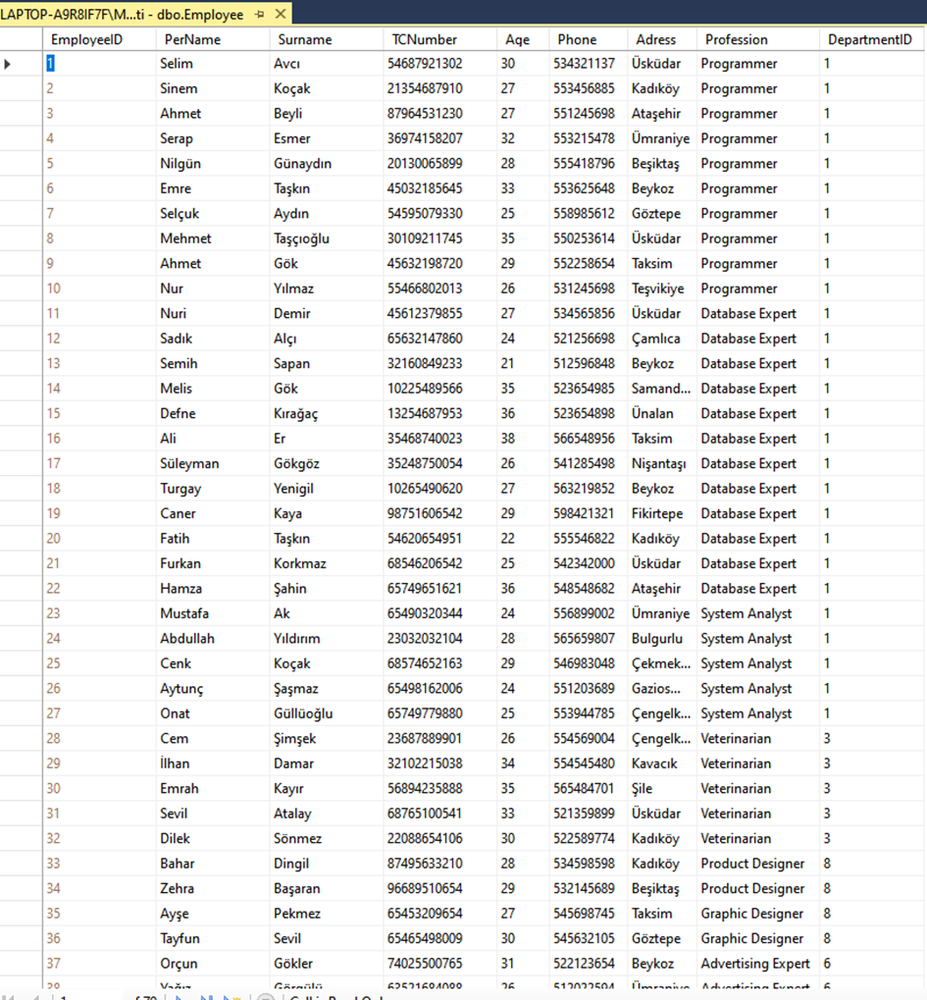 LAPTOP-A9R8IF7F\M...ti - dbo.Employee
EmployeeID PerName Surname TCNumber Age Phone Adress Profession DepartmentID
1 Selim Avcı 54687921302 30 534321137 Üsküdar Programmer 1
2 Sinem Koçak 21354687910 27 553456885 Kadıköy Programmer 1
3 Ahmet Beyli 87964531230 27 551245698 Ataşehir Programmer 1
4 Serap Esmer 36974158207 32 553215478 Ümraniye Programmer 1
5 Nilgün Günaydın 20130065899 28 555418796 Beşiktaş Programmer 1
6 Emre Taşkın 45032185645 33 553625648 Beykoz Programmer 1
7 Selçuk Aydın 54595079330 25 558985612 Göztepe Programmer 1
8 Mehmet Taşçıoğlu 30109211745 35 550253614 Üsküdar Programmer 1
9 Ahmet Gök 45632198720 29 552258654 Taksim Programmer 1
10 Nur Yılmaz 55466802013 26 531245698 Teşvikiye Programmer 1
11 Nuri Demir 45612379855 27 534565856 Üsküdar Database Expert 1
12 Sadık Alçı 65632147860 24 521256698 Çamlıca Database Expert 1
13 Semih Sapan 32160849233 21 512596848 Beykoz Database Expert 1
14 Melis Gök 10225489566 35 523654985 Samand... Database Expert 1
15 Defne Kırağaç 13254687953 36 523654898 Ünalan Database Expert 1
16 Ali Er 35468740023 38 566548956 Taksim Database Expert 1
17 Süleyman Gökgöz 35248750054 26 541285498 Nişantaşı Database Expert 1
18 Turgay Yenigil 10265490620 27 563219852 Beykoz Database Expert 1
19 Caner Kaya 98751606542 29 598421321 Fikirtepe Database Expert 1
20 Fatih Taşkın 54620654951 22 555546822 Kadıköy Database Expert 1
21 Furkan Korkmaz 68546206542 25 542342000 Üsküdar Database Expert 1
22 Hamza Şahin 65749651621 36 548548682 Ataşehir Database Expert 1
23 Mustafa Ak 65490320344 24 556899002 Ümraniye System Analyst 1
24 Abdullah Yıldırım 23032032104 28 565659807 Bulgurlu System Analyst 1
25 Cenk Koçak 68574652163 29 546983048 Çekmek... System Analyst 1
26 Aytunç Şaşmaz 65498162006 24 551203689 Gazios... System Analyst 1
27 Onat Güllüoğlu 65749779880 25 553944785 Çengelk... System Analyst 1
28 Cem Şimşek 23687889901 26 554569004 Çengelk... Veterinarian 3
29 İlhan Damar 32102215038 34 554545480 Kavacık Veterinarian 3
30 Emrah Kayır 56894235888 35 565484701 Şile Veterinarian 3
31 Sevil Atalay 68765100541 33 521359899 Üsküdar Veterinarian 3
32 Dilek Sönmez 22088654106 30 522589774 Kadıköy Veterinarian 3
33 Bahar Dingil 87495633210 28 534598598 Kadıköy Product Designer 8
34 Zehra Başaran 96689510654 29 532145689 Beşiktaş Product Designer 8
35 Ayşe Pekmez 65453209654 27 545698745 Taksim Graphic Designer 8
36 Tayfun Sevil 65465498009 30 545632105 Göztepe Graphic Designer 8
37 Orçun Gökler 74025500765 31 522123654 Beykoz Advertising Expert 6
38 Yağız Görgülü 26 Ümraniye Advertising Expert 6
1